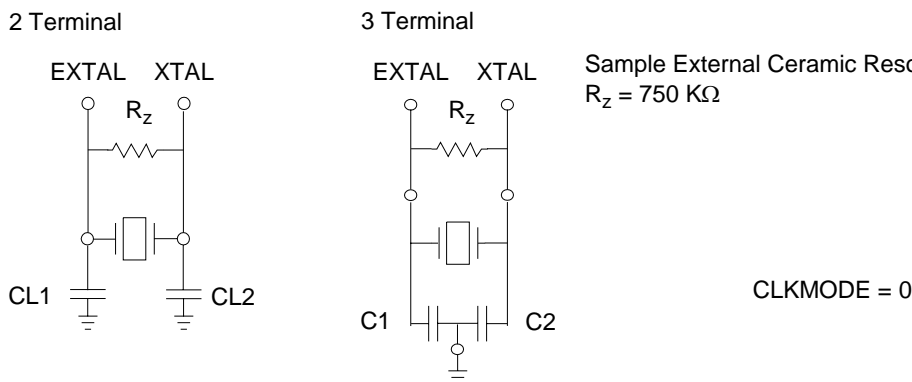 2 Terminal
EXTAL XTAL
Rz
CL1
CL2
3 Terminal
EXTAL XTAL
Rz
C1
C2
Sample External Ceramic
Rz = 750 KΩ
CLKMODE = 0